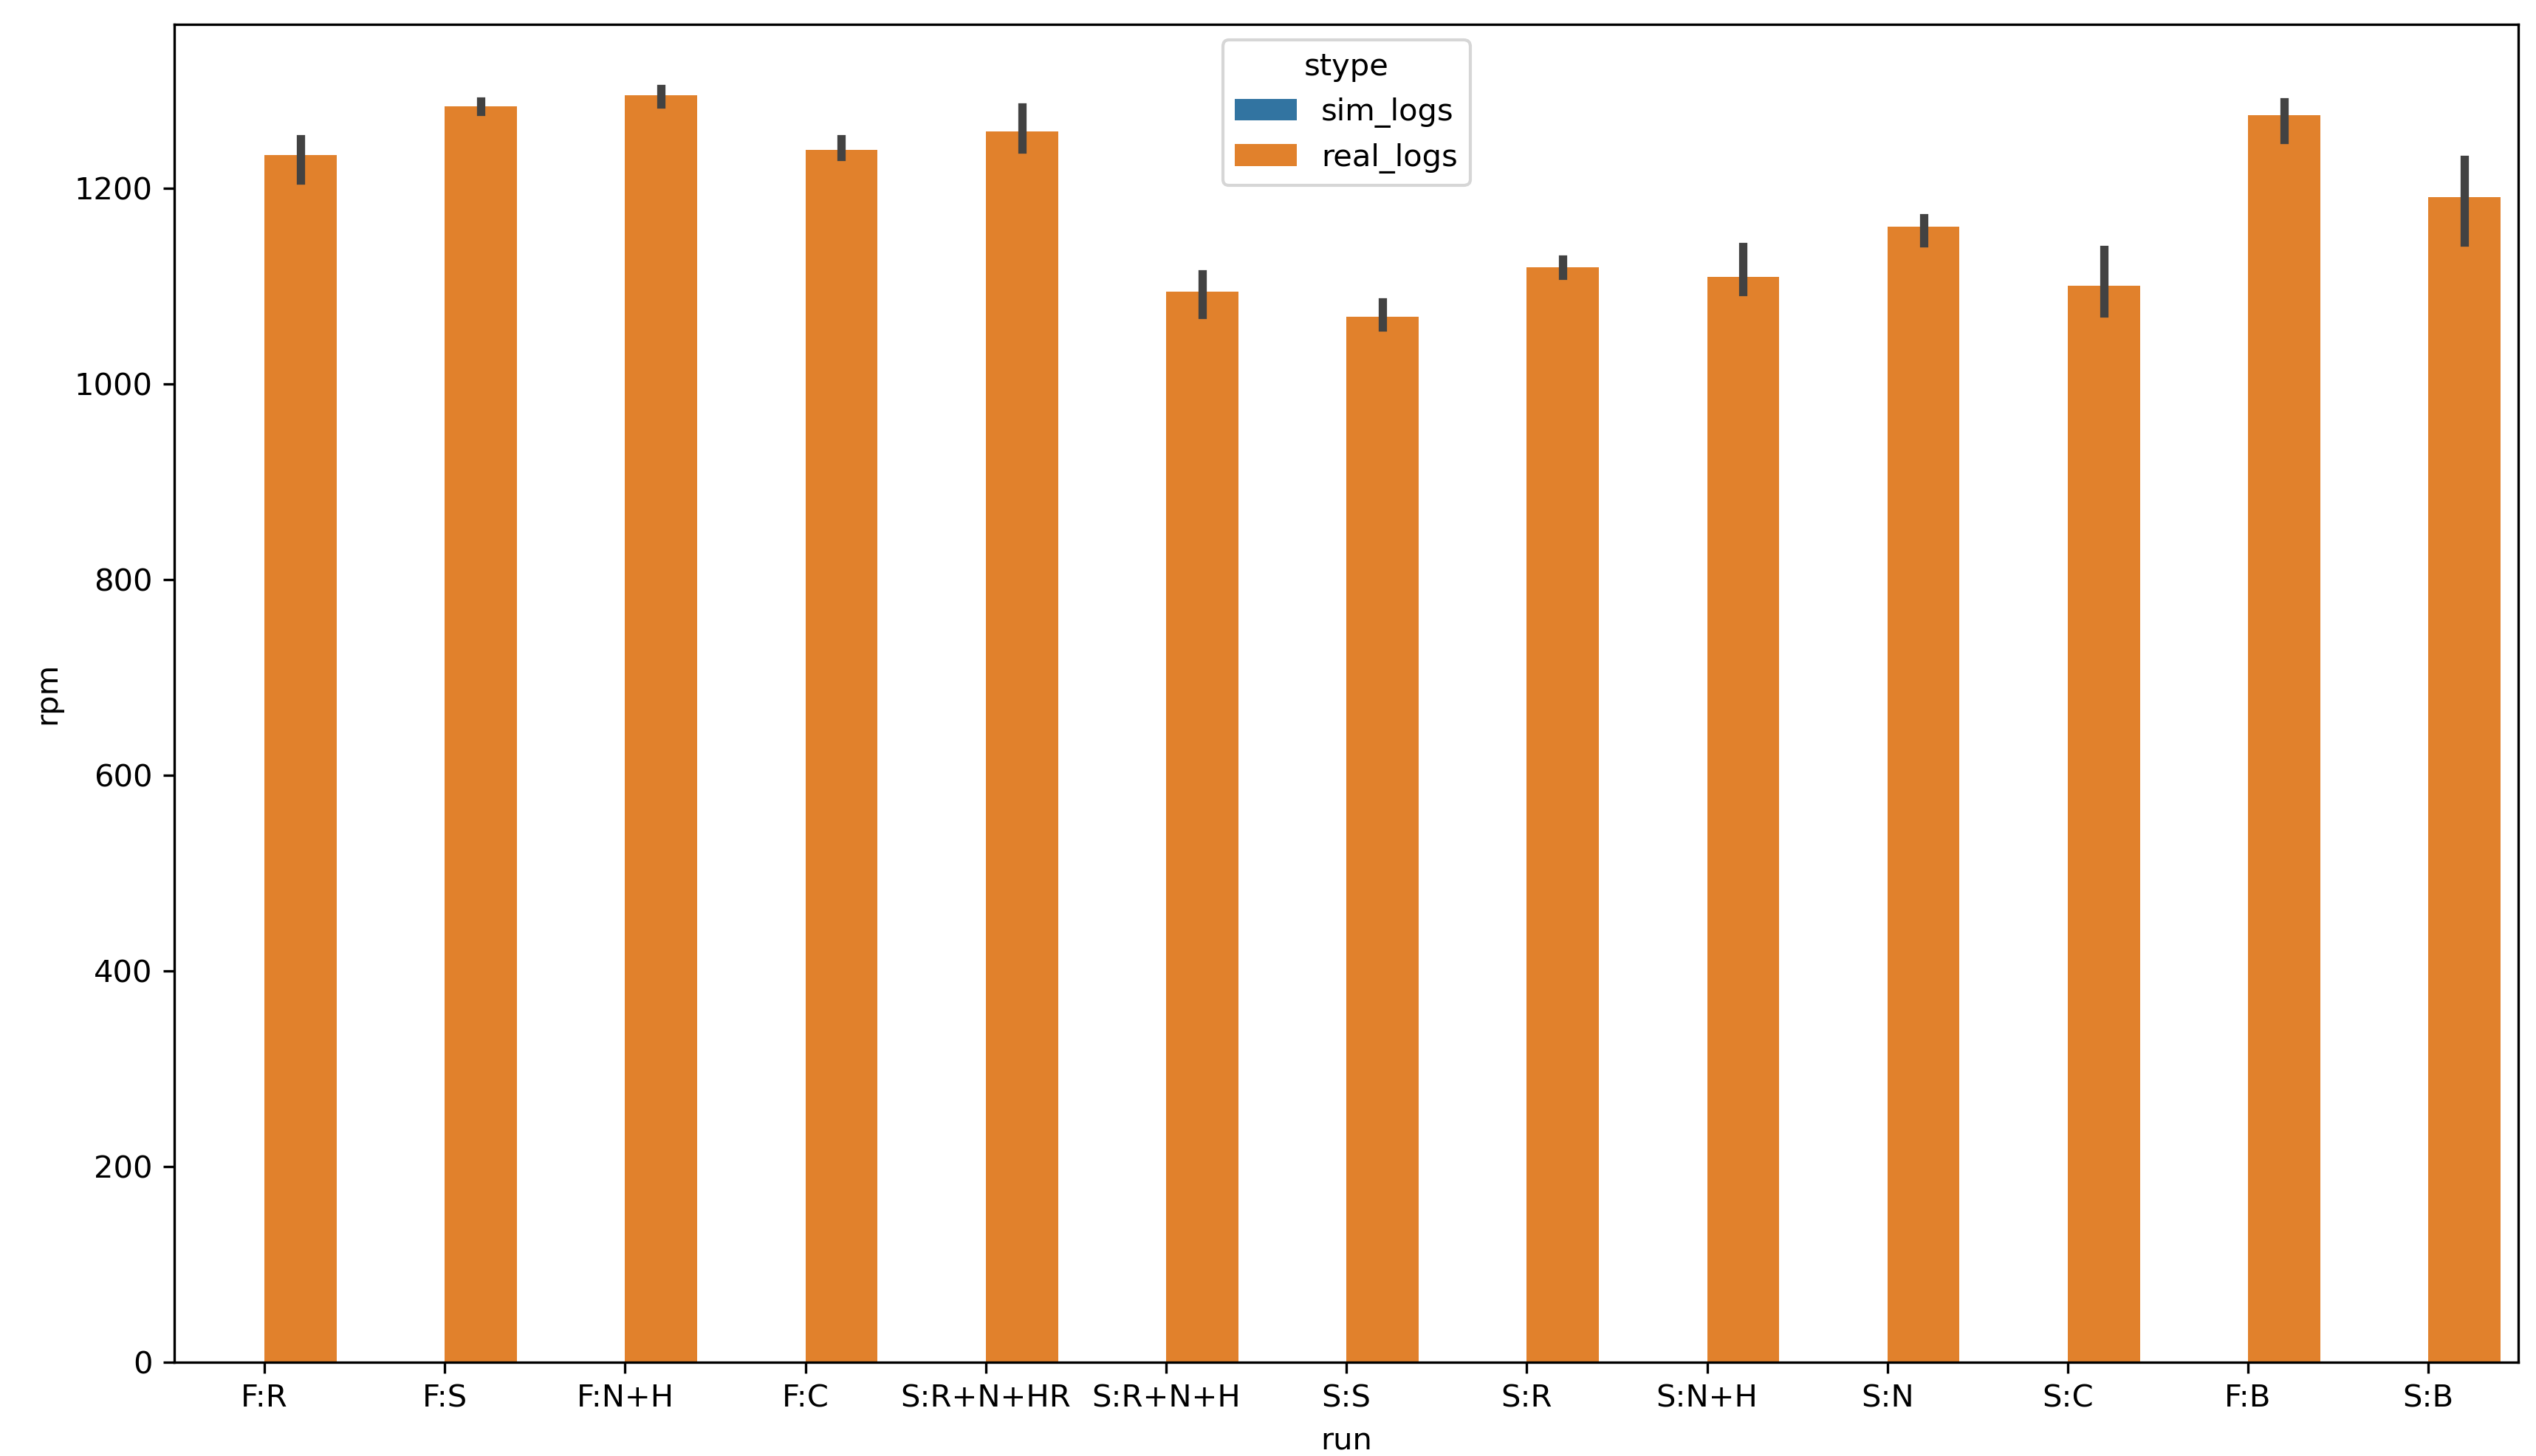 stype
sim_logs
real_logs
1200
1000
800
600
400
200
0
rpm
F:R F:S F:N+H F:C S:R+N+HR S:R+N+H S:S S:R S:N+H S:N S:C F:B S:B
run